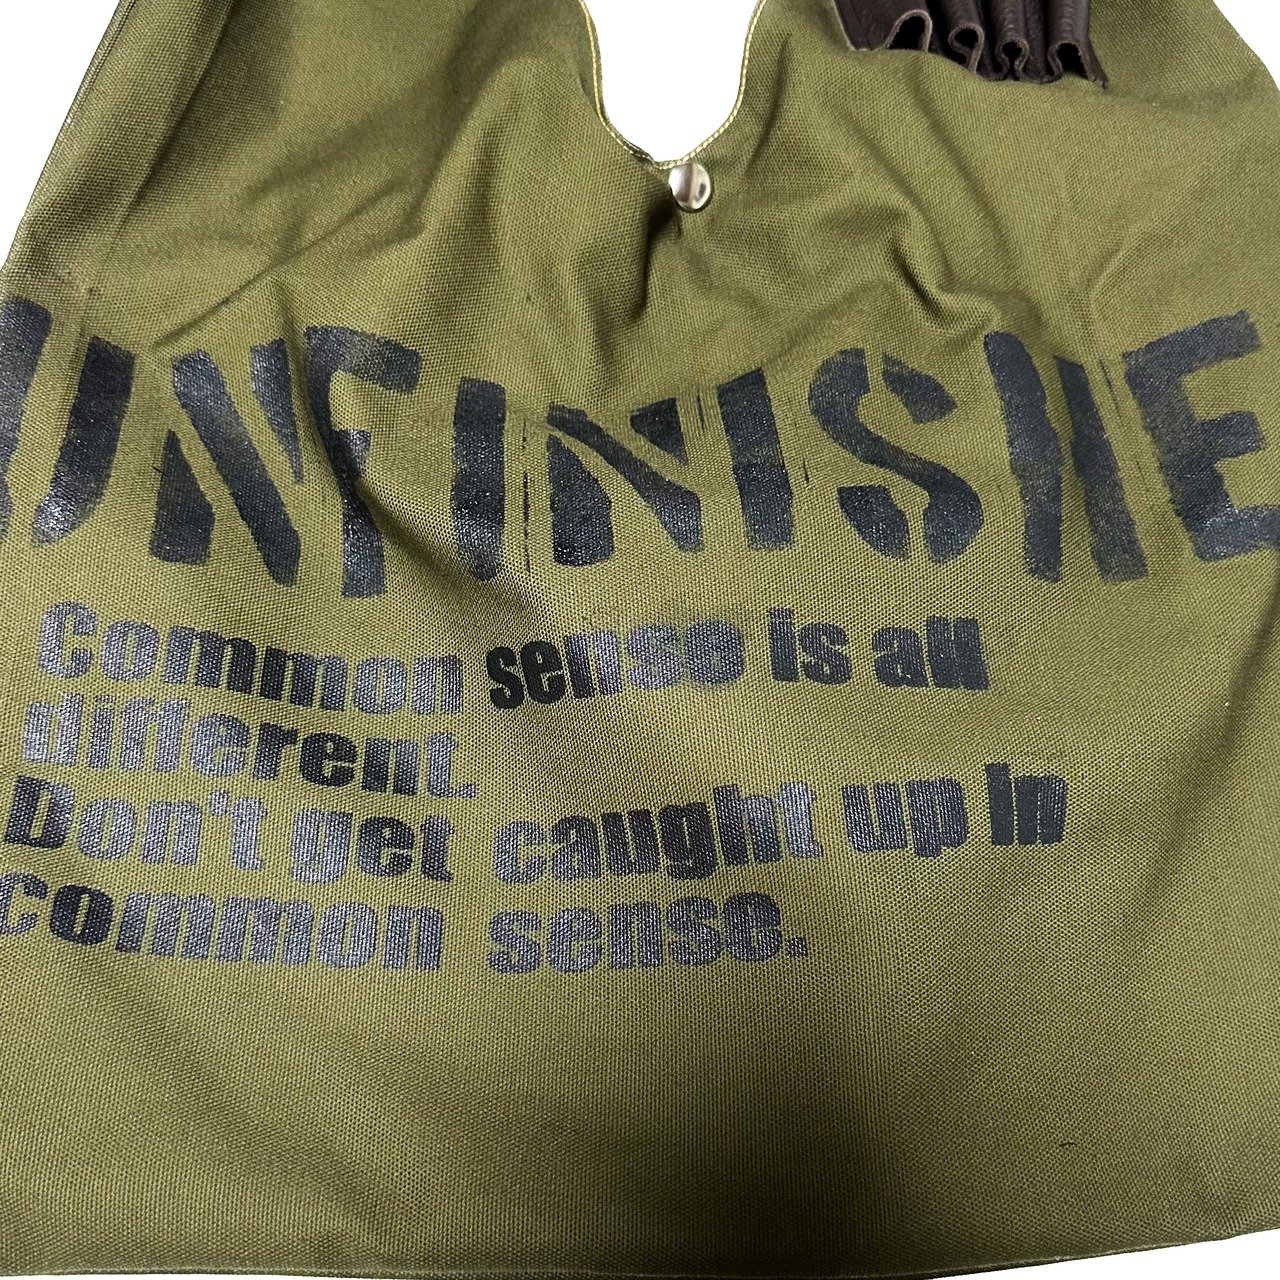 UNFINISHE
Common sense is all
different.
Don't get caught up in
common sense.